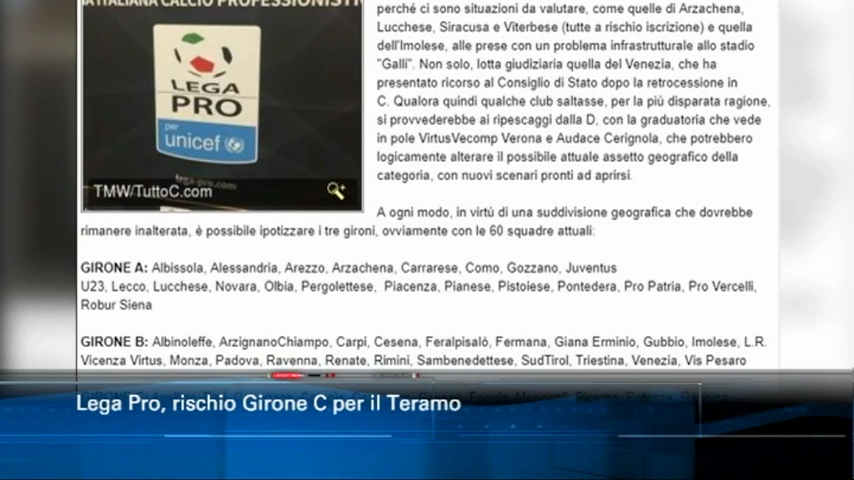 ITALIANA CALCIO PROFESSIONISTI
LEGA
PRO
per
unicef
lega-pro.com
TMW/TuttoC.com
perché ci sono situazioni da valutare, come quelle di Arzachena,
Lucchese, Siracusa e Viterbese (tutte a rischio iscrizione) e quella
dell'Imolese, alle prese con un problema infrastrutturale allo stadio
"Galli". Non solo, lotta giudiziaria quella del Venezia, che ha
presentato ricorso al Consiglio di Stato dopo la retrocessione in
C. Qualora quindi qualche club saltasse, per la più disparata ragione,
si provvederebbe ai ripescaggi dalla D, con la graduatoria che vede
in pole VirtusVecomp Verona e Audace Cerignola, che potrebbero
logicamente alterare il possibile attuale assetto geografico della
categoria, con nuovi scenari pronti ad aprirsi.
A ogni modo, in virtù di una suddivisione geografica che dovrebbe
rimanere inalterata, è possibile ipotizzare i tre gironi, ovviamente con le 60 squadre attuali:
GIRONE A: Albissola, Alessandria, Arezzo, Arzachena, Carrarese, Como, Gozzano, Juventus
U23, Lecco, Lucchese, Novara, Olbia, Pergolettese, Piacenza, Pianese, Pistoiese, Pontedera, Pro Patria, Pro Vercelli,
Robur Siena
GIRONE B: Albinoleffe, ArzignanoChiampo, Carpi, Cesena, Feralpisalò, Fermana, Giana Erminio, Gubbio, Imolese, L.R.
Vicenza Virtus, Monza, Padova, Ravenna, Renate, Rimini, Sambenedettese, SudTirol, Triestina, Venezia, Vis Pesaro
Lega Pro, rischio Girone C per il Teramo